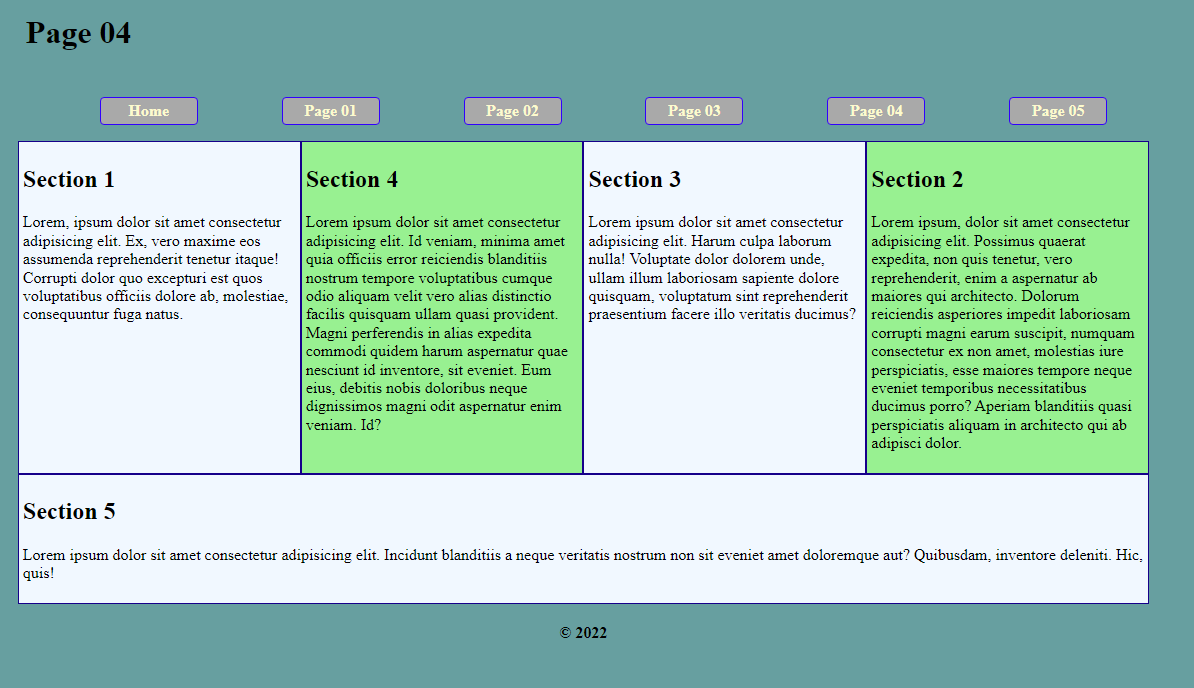 Page 04
Home Page 01 Page 02 Page 03 Page 04 Page 05
Section 1
Lorem, ipsum dolor sit amet consectetur
adipisicing elit. Ex, vero maxime eos
assumenda reprehenderit tenetur itaque!
Corrupti dolor quo excepturi est quos
voluptatibus officiis dolore ab, molestiae,
consequuntur fuga natus.
Section 4
Lorem ipsum dolor sit amet consectetur
adipisicing elit. Id veniam, minima amet
quia officiis error reiciendis blanditiis
nostrum tempore voluptatibus cumque
odio aliquam velit vero alias distinctio
facilis quisquam ullam quasi provident.
Magni perferendis in alias expedita
commodi quidem harum aspernatur quae
nesciunt id inventore, sit eveniet. Eum
eius, debitis nobis doloribus neque
dignissimos magni odit aspernatur enim
veniam. Id?
Section 3
Lorem ipsum dolor sit amet consectetur
adipisicing elit. Harum culpa laborum
nulla! Voluptate dolor dolorem unde,
ullam illum laboriosam sapiente dolore
quisquam, voluptatum sint reprehenderit
praesentium facere illo veritatis ducimus?
Section 2
Lorem ipsum, dolor sit amet consectetur
adipisicing elit. Possimus quaerat
expedita, non quis tenetur, vero
reprehenderit, enim a aspernatur ab
maiores qui architecto. Dolorum
reiciendis asperiores impedit laboriosam
corrupti magni earum suscipit, numquam
consectetur ex non amet, molestias iure
perspiciatis, esse maiores tempore neque
eveniet temporibus necessitatibus
ducimus porro? Aperiam blanditiis quasi
perspiciatis aliquam in architecto qui ab
adipisci dolor.
Section 5
Lorem ipsum dolor sit amet consectetur adipisicing elit. Incidunt blanditiis a neque veritatis nostrum non sit eveniet amet doloremque aut? Quibusdam, inventore deleniti. Hic,
quis!
© 2022